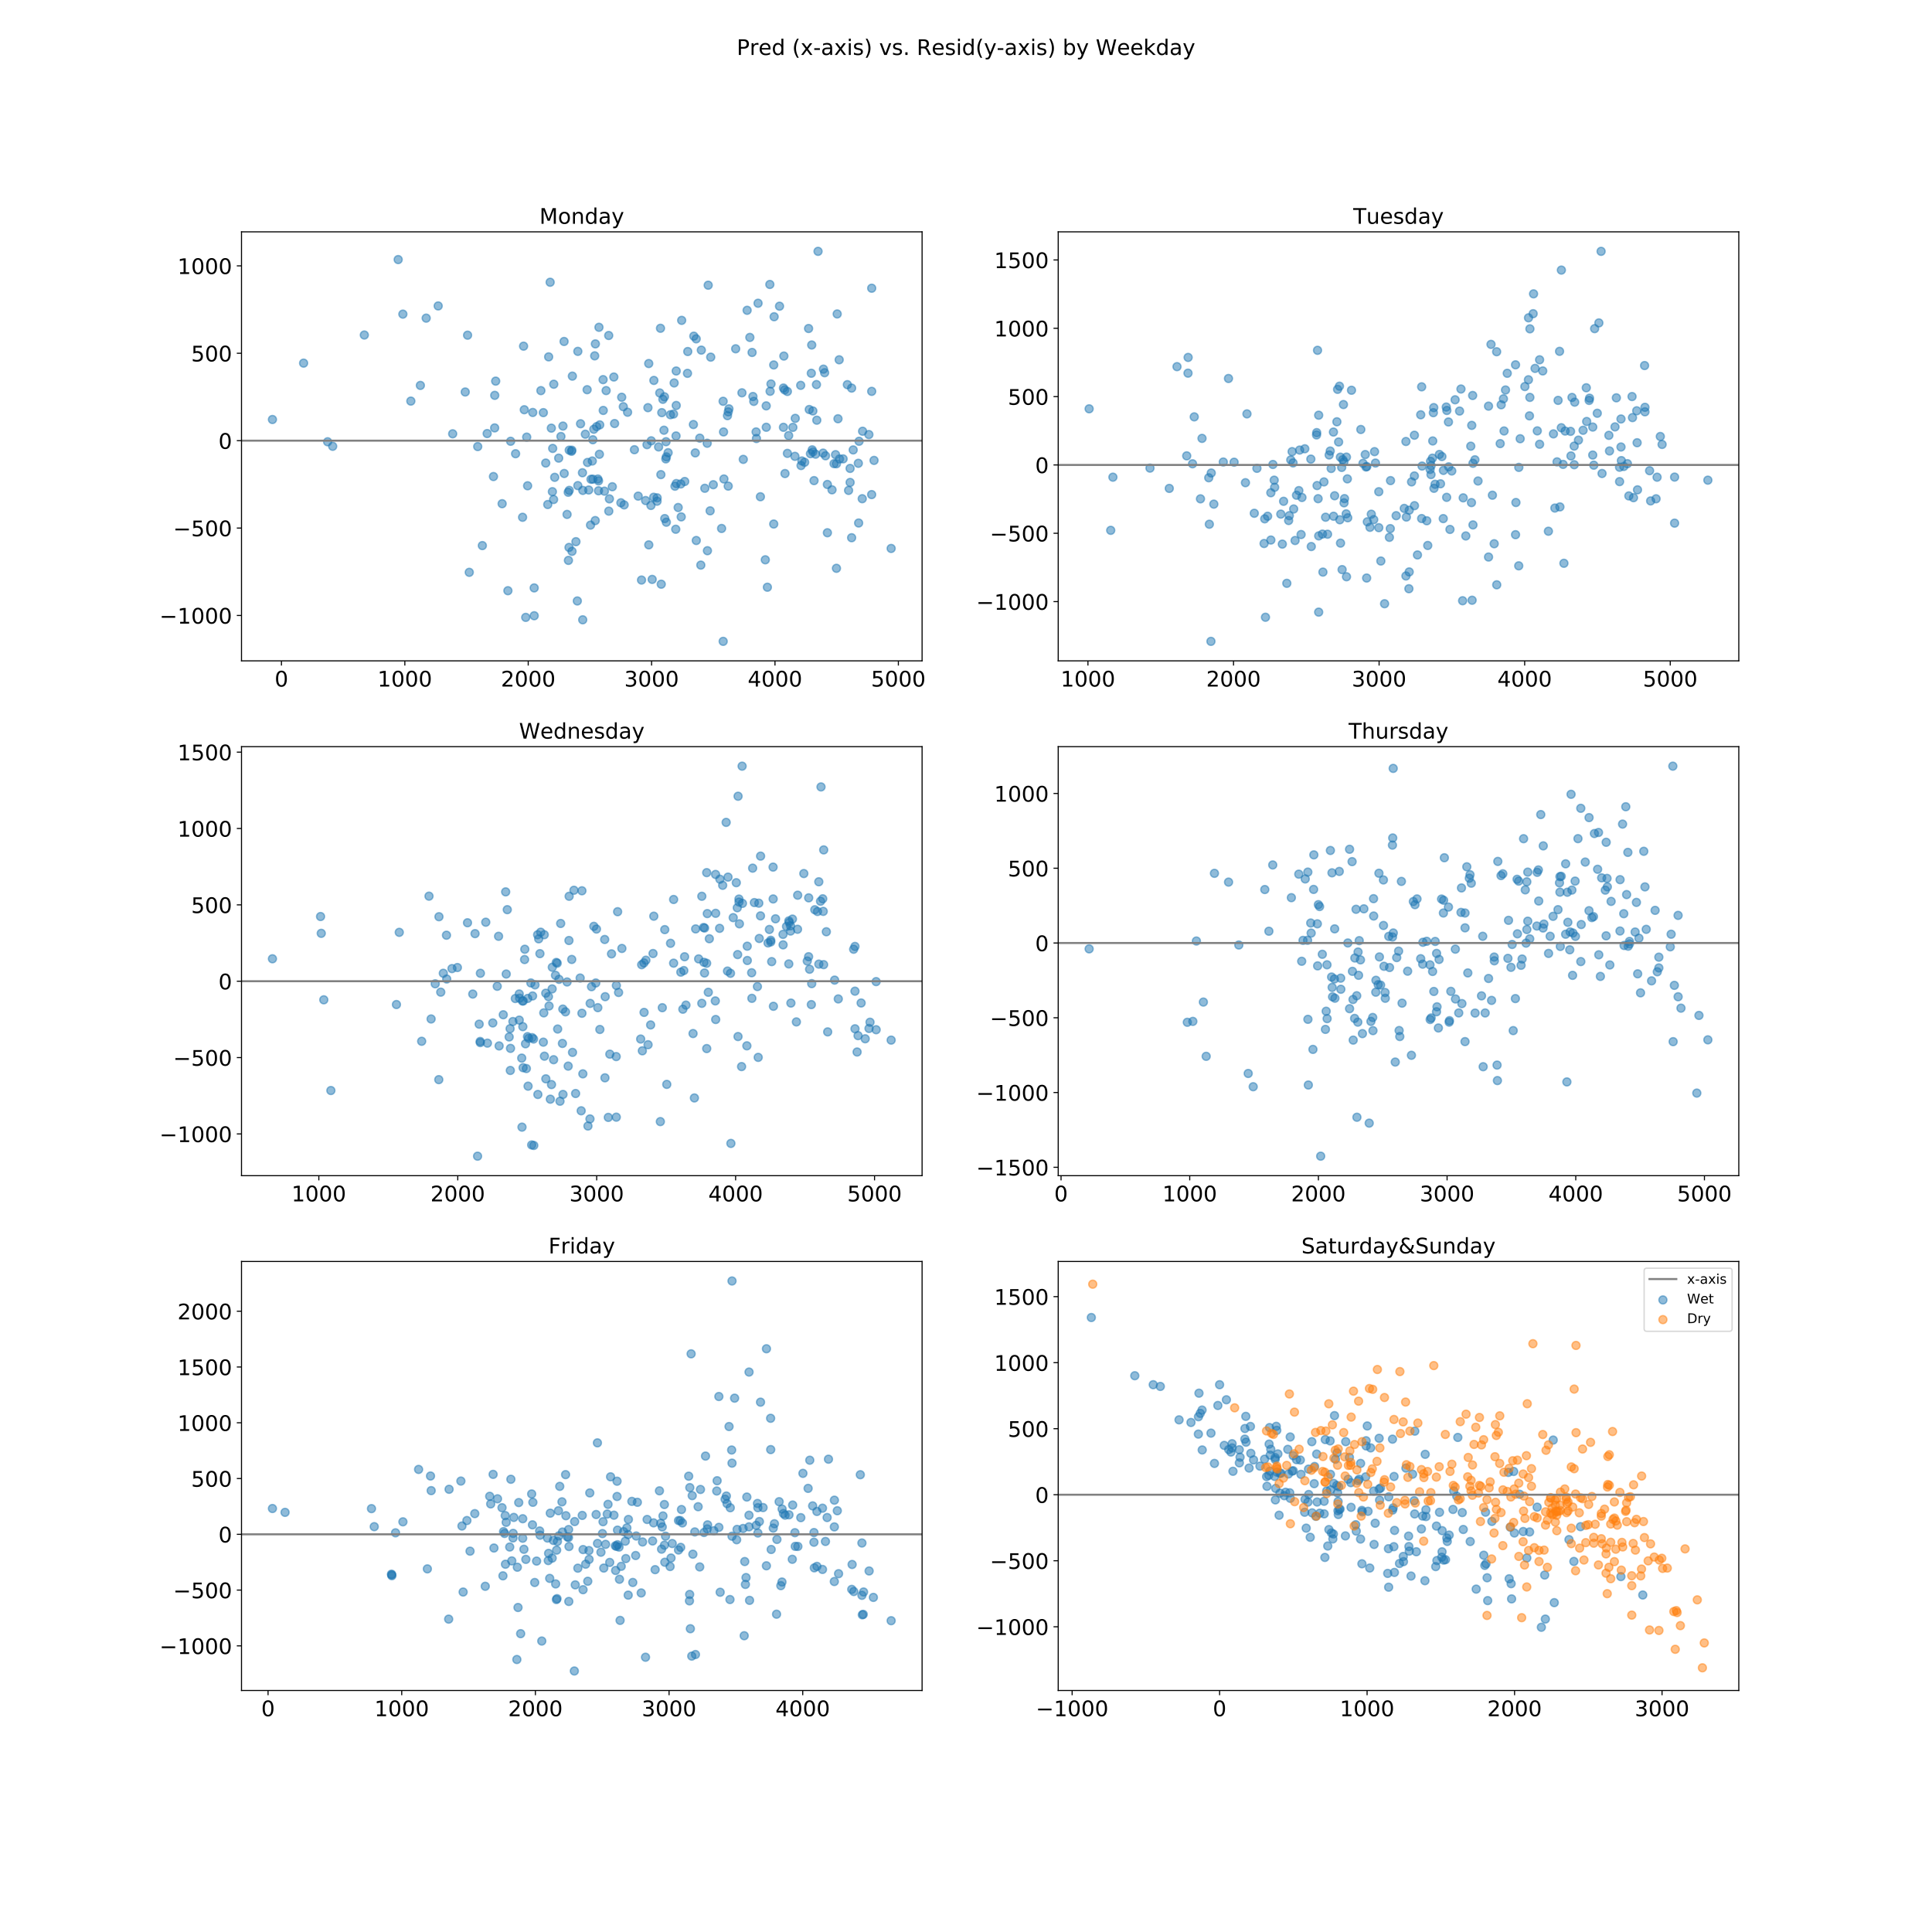 Pred (x-axis) vs. Resid(y-axis) by Weekday
Monday
1000
500
0
−500
−1000
0 1000 2000 3000 4000 5000
Tuesday
1500
1000
500
0
−500
−1000
1000 2000 3000 4000 5000
Wednesday
1500
1000
500
0
−500
−1000
1000 2000 3000 4000 5000
Thursday
1000
500
0
−500
−1000
−1500
0 1000 2000 3000 4000 5000
Friday
2000
1500
1000
500
0
−500
−1000
0 1000 2000 3000 4000
Saturday&Sunday
x-axis
Wet
Dry
1500
1000
500
0
−500
−1000
−1000 0 1000 2000 3000